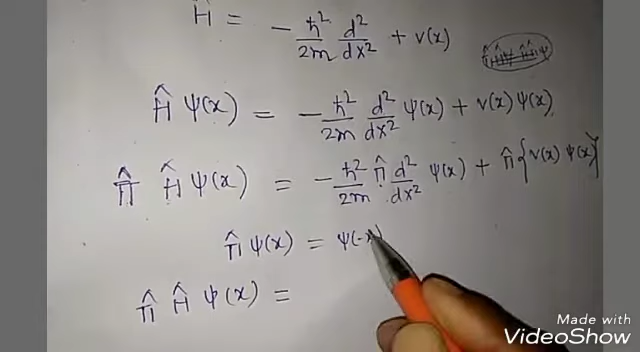 Ĥ = - ħ²/2m d²/dx² + V(x)
Ĥ ψ(x) = - ħ²/2m d²/dx² ψ(x) + V(x) ψ(x)
Π̂ Ĥ ψ(x) = - ħ²/2m Π̂ d²/dx² ψ(x) + Π̂ {V(x) ψ(x)}
Π̂ ψ(x) = ψ(-x)
Π̂ Ĥ ψ(x) =
Made with
VideoShow